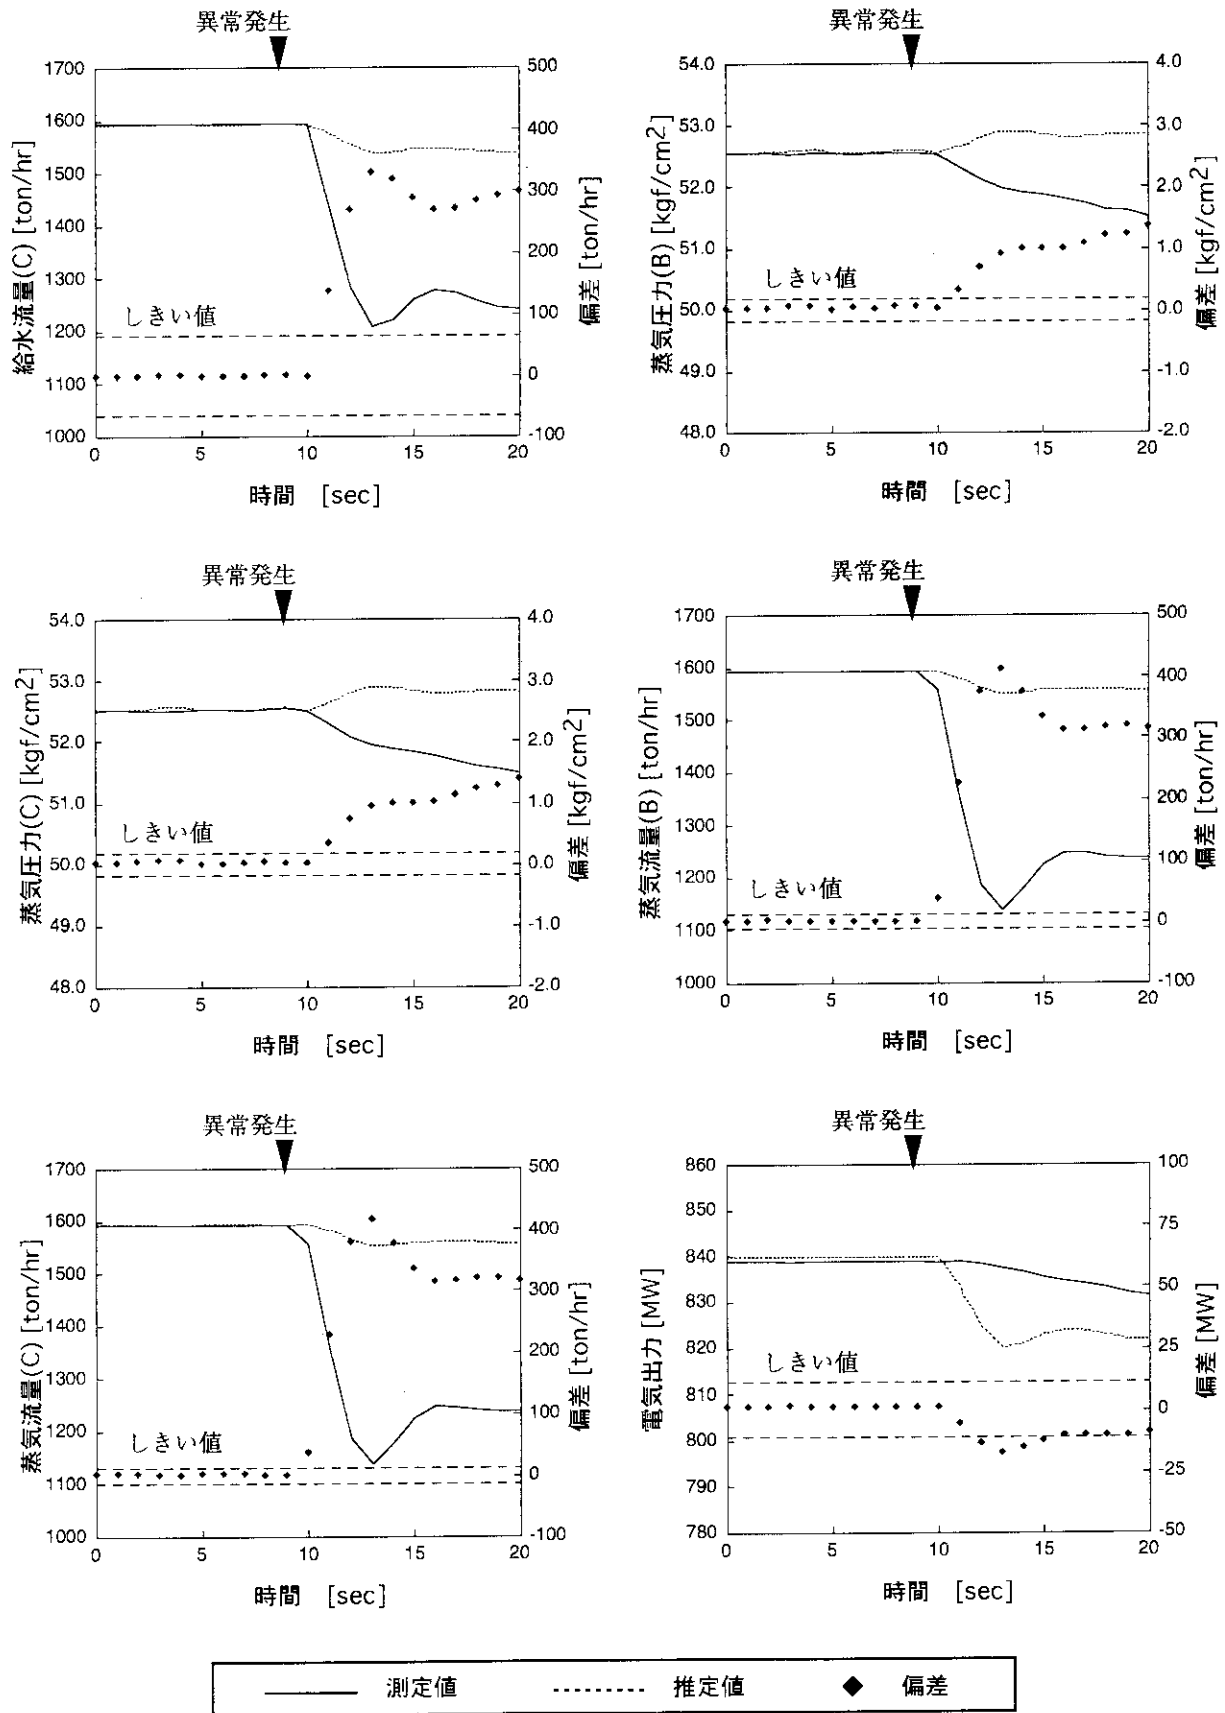 異常発生
1700
1600
1500
1400
1300
1200
1100
1000
給水流量(C) [ton/hr]
500
400
300
200
100
0
-100
偏差 [ton/hr]
しきい値
0 5 10 15 20
時間 [sec]
異常発生
54.0
53.0
52.0
51.0
50.0
49.0
48.0
蒸気圧力(B) [kgf/cm2]
4.0
3.0
2.0
1.0
0.0
-1.0
-2.0
偏差 [kgf/cm2]
しきい値
0 5 10 15 20
時間 [sec]
異常発生
54.0
53.0
52.0
51.0
50.0
49.0
48.0
蒸気圧力(C) [kgf/cm2]
4.0
3.0
2.0
1.0
0.0
-1.0
-2.0
偏差 [kgf/cm2]
しきい値
0 5 10 15 20
時間 [sec]
異常発生
1700
1600
1500
1400
1300
1200
1100
1000
蒸気流量(B) [ton/hr]
500
400
300
200
100
0
-100
偏差 [ton/hr]
しきい値
0 5 10 15 20
時間 [sec]
異常発生
1700
1600
1500
1400
1300
1200
1100
1000
蒸気流量(C) [ton/hr]
500
400
300
200
100
0
-100
偏差 [ton/hr]
しきい値
0 5 10 15 20
時間 [sec]
異常発生
860
850
840
830
820
810
800
790
780
電気出力 [MW]
100
75
50
25
0
-25
-50
偏差 [MW]
しきい値
0 5 10 15 20
時間 [sec]
測定値 推定値 偏差